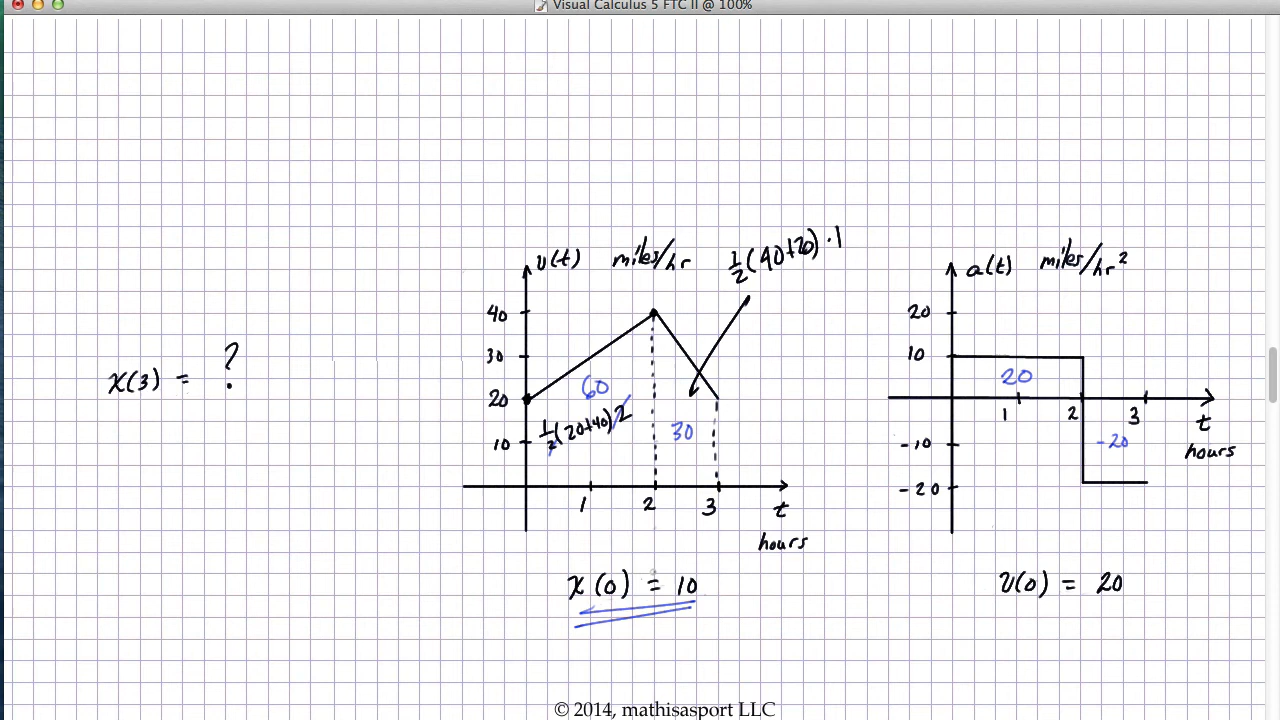 Visual Calculus 5 FTC II @ 100%
x(3) = ?
v(t) miles/hr
½(40+20)·1
40
30
20
10
60
½(20+40)2
30
1 2 3 t
hours
x(0) = 10
a(t) miles/hr²
20
10
20
1 2 3 t
hours
-10
-20
-20
v(0) = 20
© 2014, mathisasport LLC